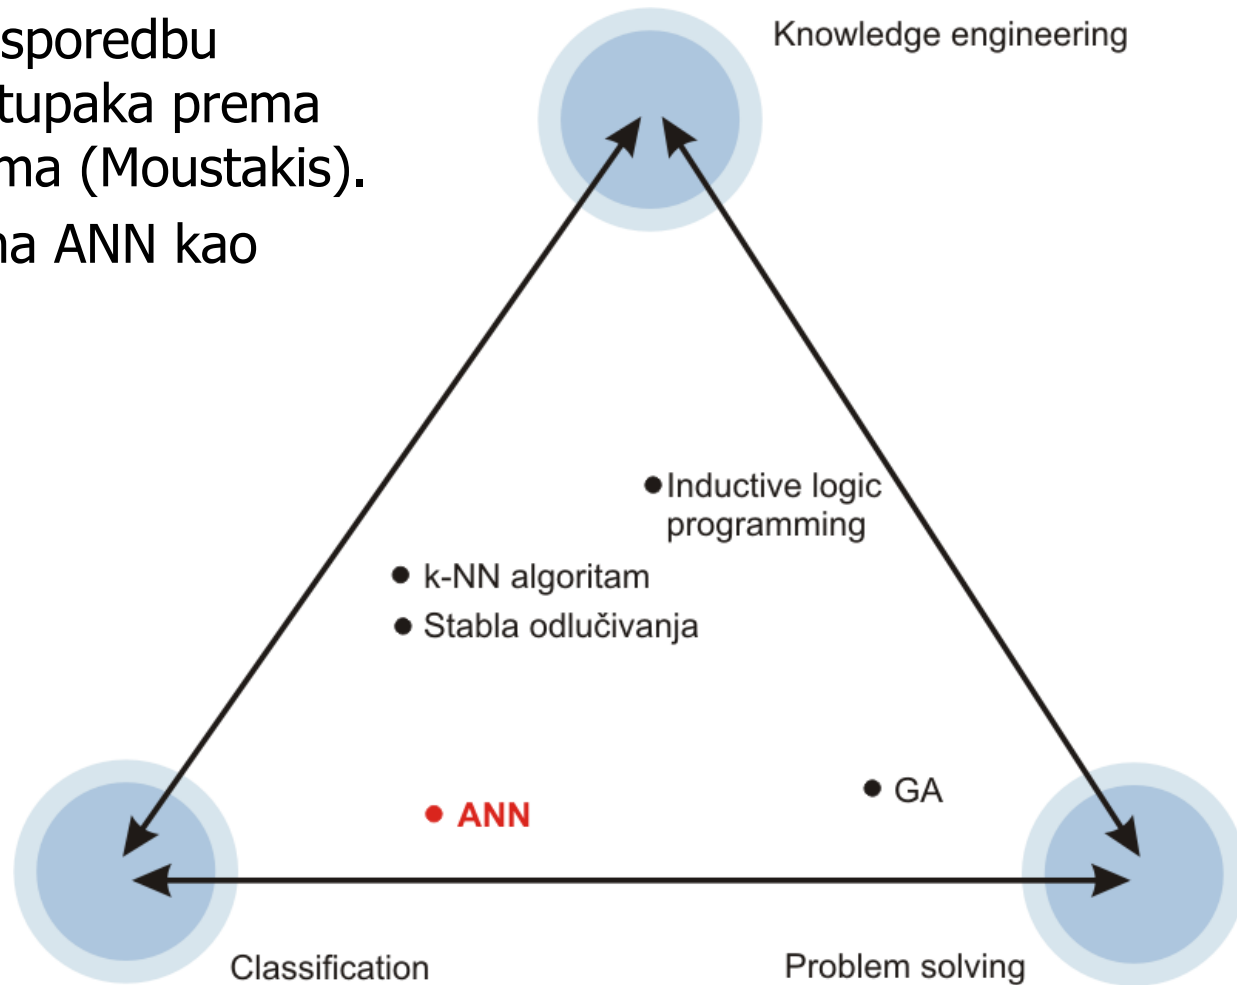 sporedbu
tupaka prema
ma (Moustakis).
na ANN kao
Knowledge engineering
Inductive logic
programming
k-NN algoritam
Stabla odlučivanja
GA
ANN
Classification
Problem solving